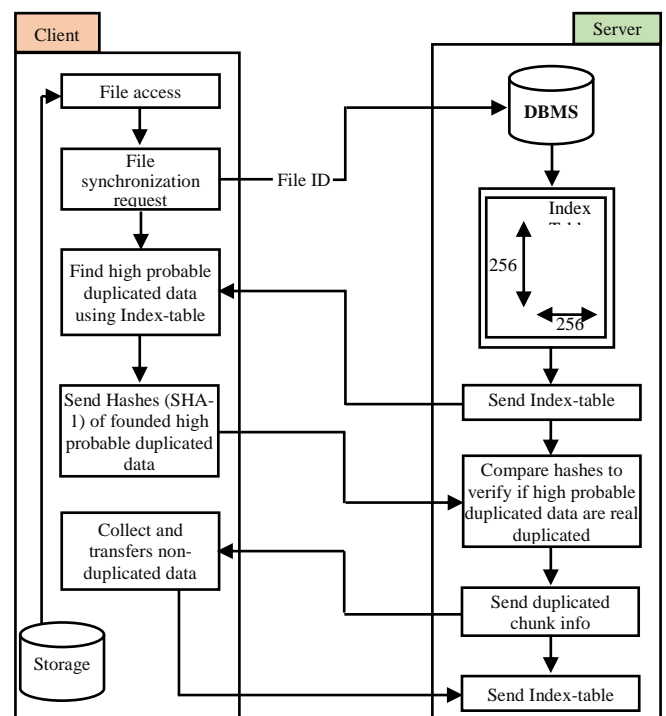 Client
File access
File
synchronization
request
File ID
Find high probable
duplicated data
using Index-table
Send Hashes (SHA-
1) of founded high
probable duplicated
data
Collect and
transfers non-
duplicated data
Storage
Server
DBMS
Index
256
256
Send Index-table
Compare hashes to
verify if high probable
duplicated data are real
duplicated
Send duplicated
chunk info
Send Index-table